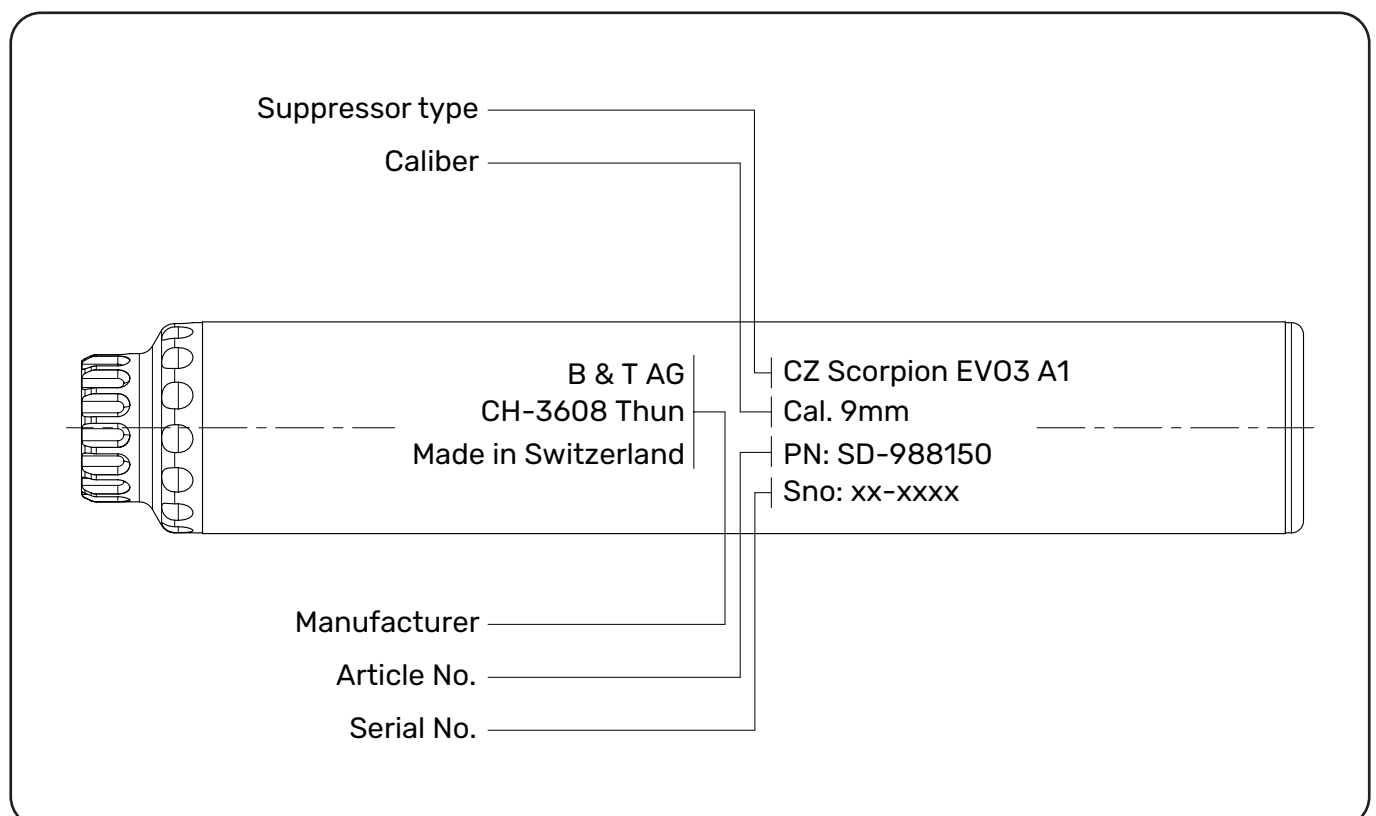 Suppressor type
Caliber
B & T AG
CH-3608 Thun
Made in Switzerland
CZ Scorpion EVO3 A1
Cal. 9mm
PN: SD-988150
Sno: xx-xxxx
Manufacturer
Article No.
Serial No.